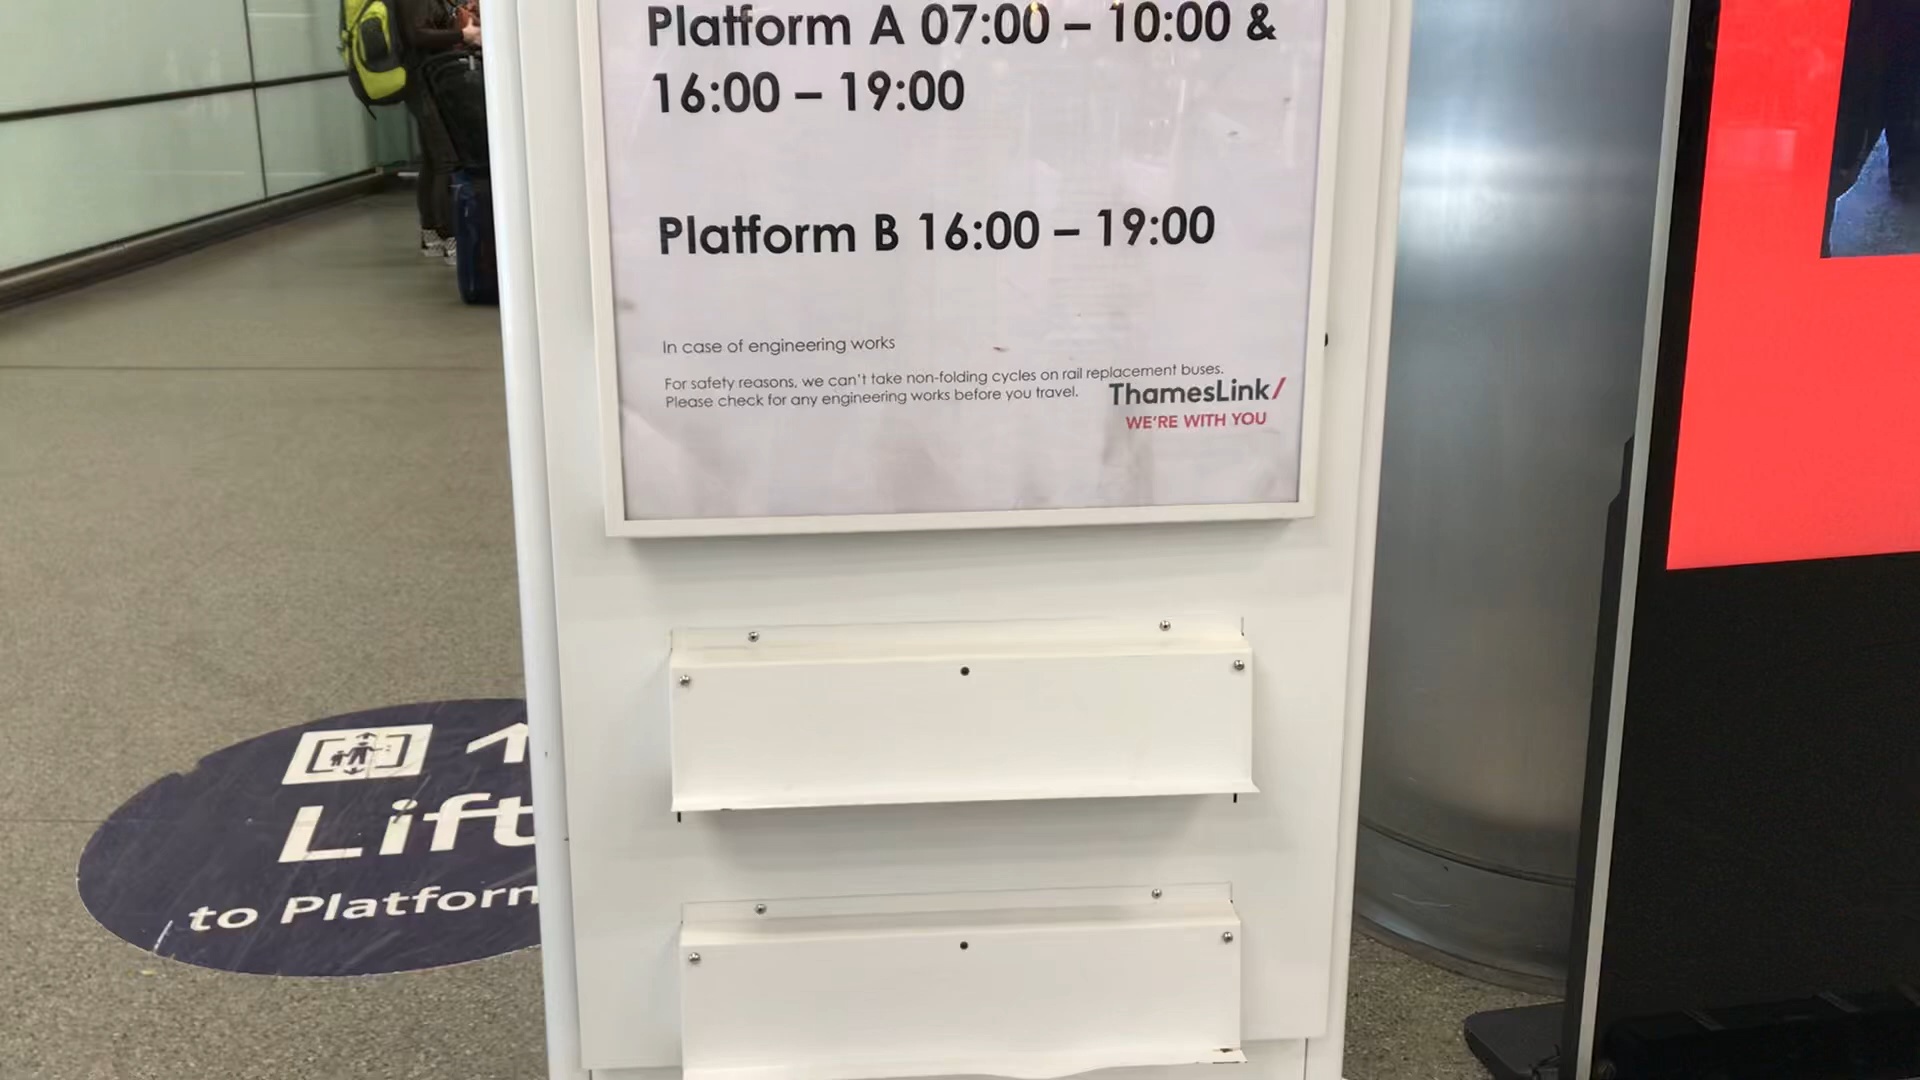 Platform A 07:00 – 10:00 &
16:00 – 19:00
Platform B 16:00 – 19:00
In case of engineering works
For safety reasons, we can't take non-folding cycles on rail replacement buses.
Please check for any engineering works before you travel.
ThamesLink/
WE'RE WITH YOU
Lift
to Platform